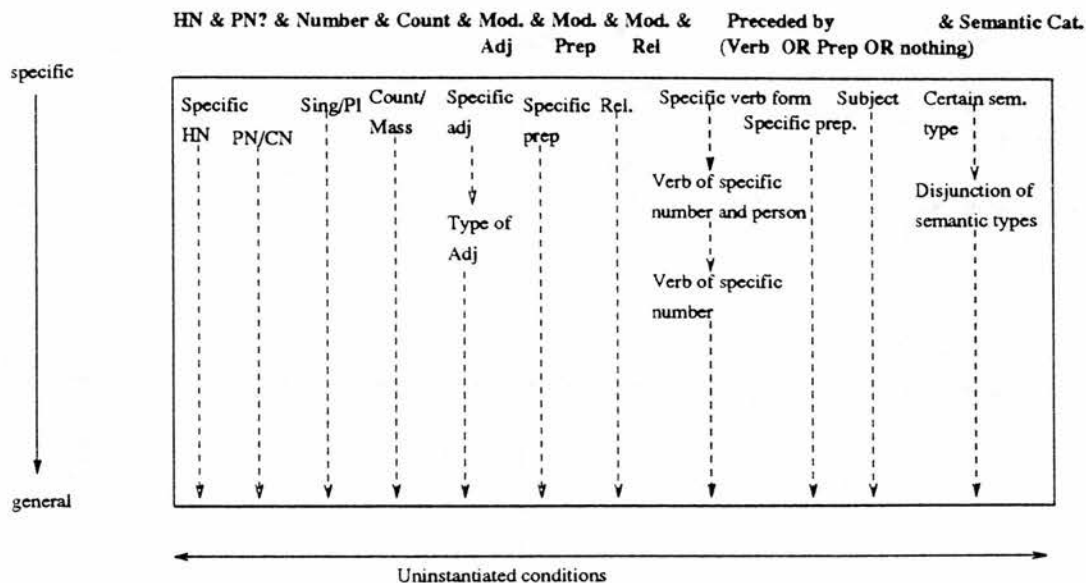 HN & PN? & Number & Count & Mod. & Mod. & Mod. & Preceded by & Semantic Cat.
Adj Prep Rel (Verb OR Prep OR nothing)
specific
Specific Sing/Pl Count/ Specific Specific Rel. Specific verb form Subject Certain sem.
HN PN/CN Mass adj prep Specific prep. type
Verb of specific Disjunction of
number and person semantic types
Type of
Adj
Verb of specific
number
general
Uninstantiated conditions